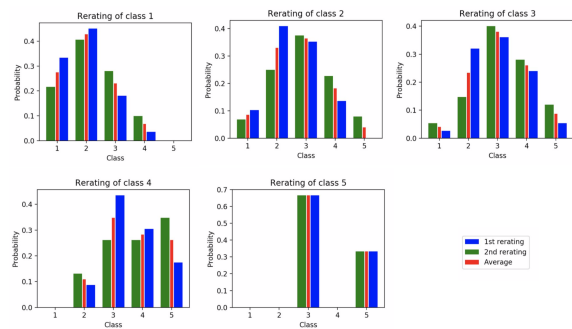 Rerating of class 1
Probability
0.4
0.3
0.2
0.1
0.0
1 2 3 4 5
Class
Rerating of class 2
Probability
0.4
0.3
0.2
0.1
0.0
1 2 3 4 5
Class
Rerating of class 3
Probability
0.4
0.3
0.2
0.1
0.0
1 2 3 4 5
Class
Rerating of class 4
Probability
0.4
0.3
0.2
0.1
0.0
1 2 3 4 5
Class
Rerating of class 5
Probability
0.7
0.6
0.5
0.4
0.3
0.2
0.1
0.0
1 2 3 4 5
Class
1st rerating
2nd rerating
Average